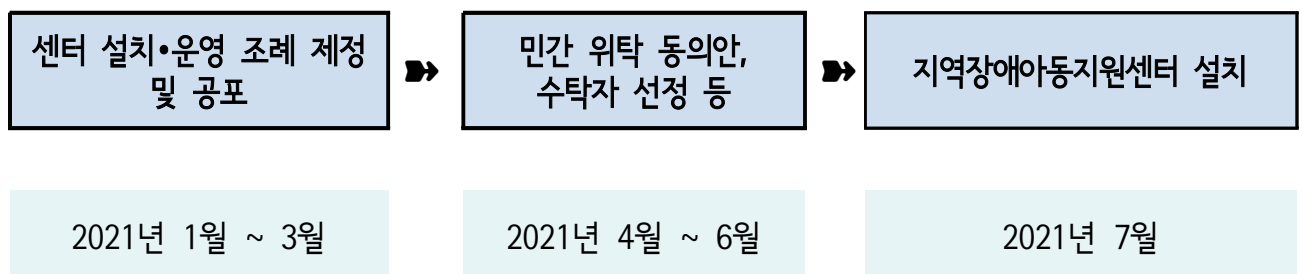 센터 설치•운영 조례 제정
및 공포
민간 위탁 동의안,
수탁자 선정 등
지역장애아동지원센터 설치
2021년 1월 ~ 3월
2021년 4월 ~ 6월
2021년 7월